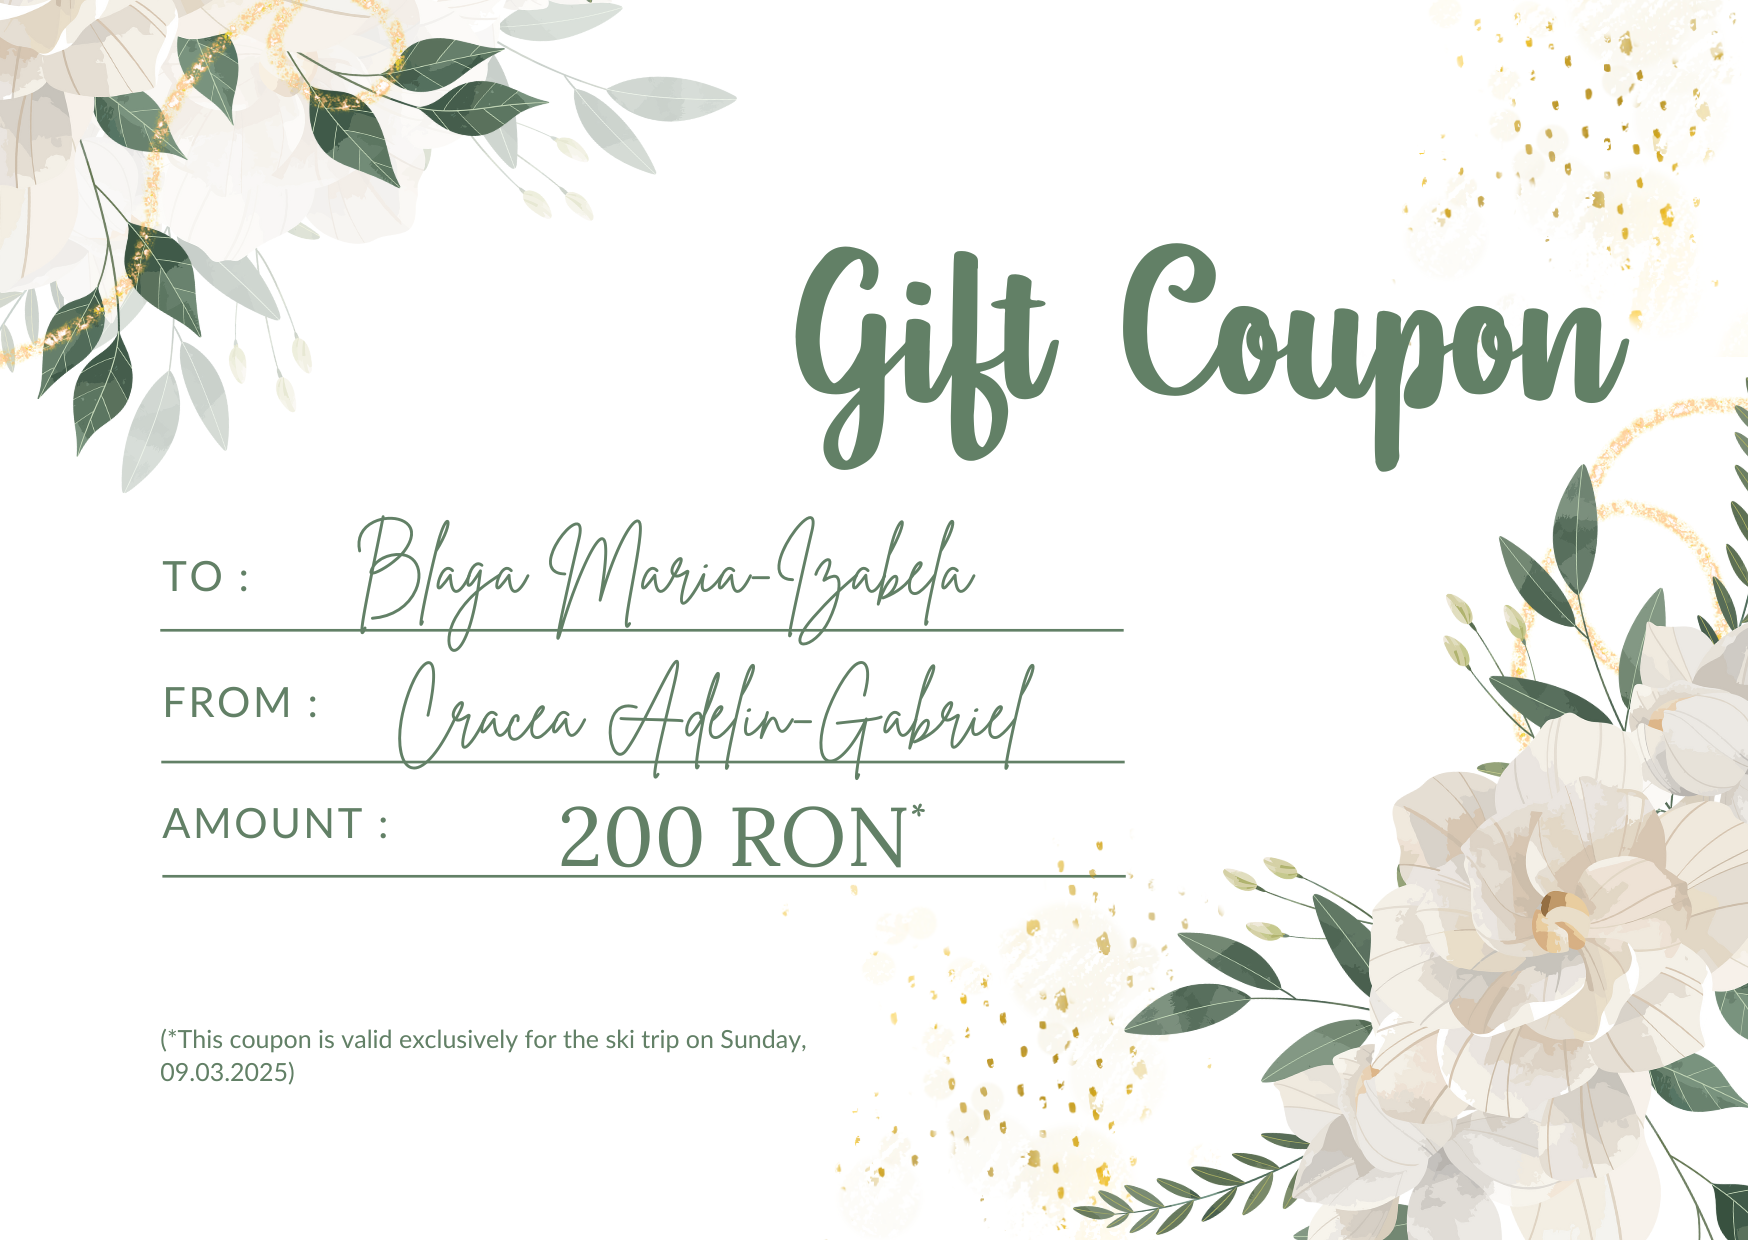 Gift Coupon
TO : Blaga Maria-Izabela
FROM : Cracea Adelin-Gabriel
AMOUNT : 200 RON*
(*This coupon is valid exclusively for the ski trip on Sunday,
09.03.2025)